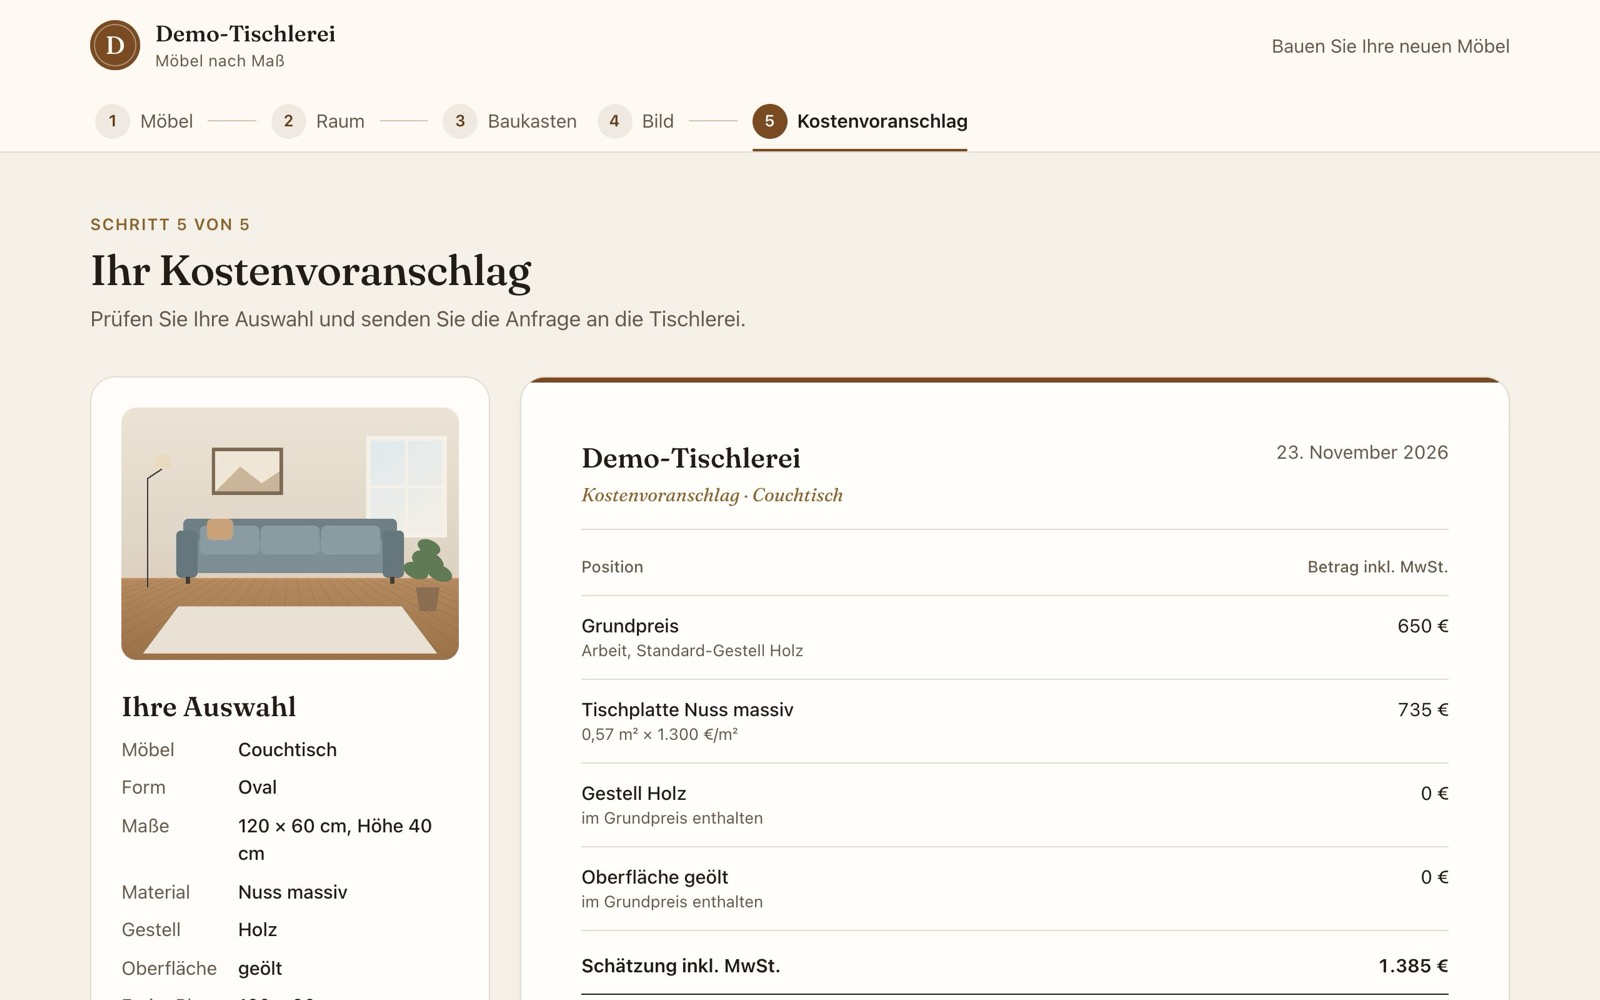 D
Demo-Tischlerei
Möbel nach Maß
Bauen Sie Ihre neuen Möbel
1 Möbel
2 Raum
3 Baukasten
4 Bild
5 Kostenvoranschlag
SCHRITT 5 VON 5
Ihr Kostenvoranschlag
Prüfen Sie Ihre Auswahl und senden Sie die Anfrage an die Tischlerei.
Ihre Auswahl
Möbel Couchtisch
Form Oval
Maße 120 × 60 cm, Höhe 40
cm
Material Nuss massiv
Gestell Holz
Oberfläche geölt
Demo-Tischlerei
23. November 2026
Kostenvoranschlag · Couchtisch
Position Betrag inkl. MwSt.
Grundpreis 650 €
Arbeit, Standard-Gestell Holz
Tischplatte Nuss massiv 735 €
0,57 m² × 1.300 €/m²
Gestell Holz 0 €
im Grundpreis enthalten
Oberfläche geölt 0 €
im Grundpreis enthalten
Schätzung inkl. MwSt. 1.385 €